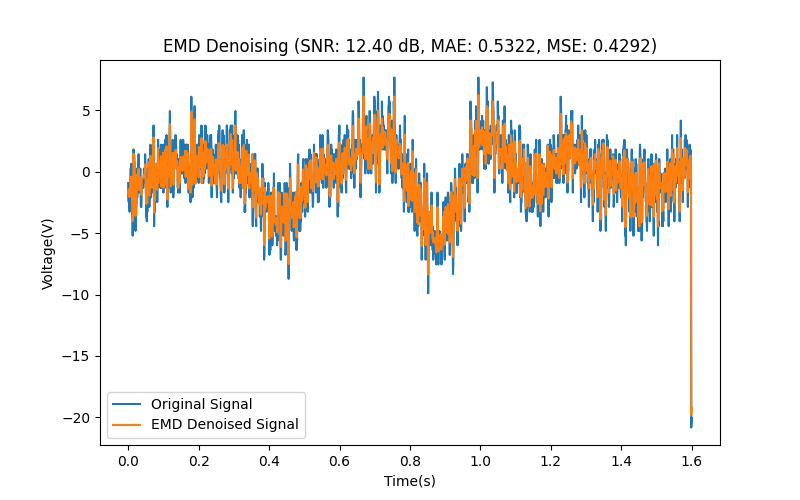 EMD Denoising (SNR: 12.40 dB, MAE: 0.5322, MSE: 0.4292)
5
0
−5
−10
−15
−20
Voltage(V)
Original Signal
EMD Denoised Signal
0.0 0.2 0.4 0.6 0.8 1.0 1.2 1.4 1.6
Time(s)